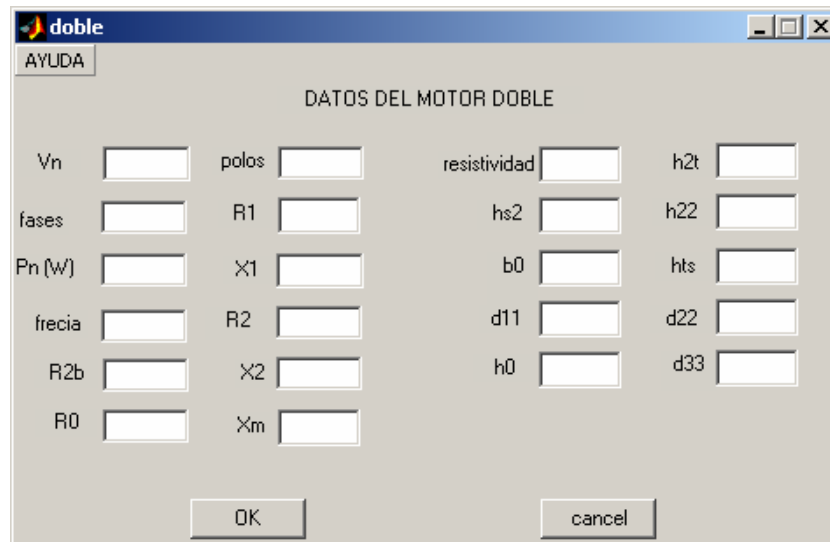 doble
AYUDA
DATOS DEL MOTOR DOBLE
Vn polos resistividad h2t
fases R1 hs2 h22
Pn (W) X1 b0 hts
frecia R2 d11 d22
R2b X2 h0 d33
R0 Xm
OK cancel